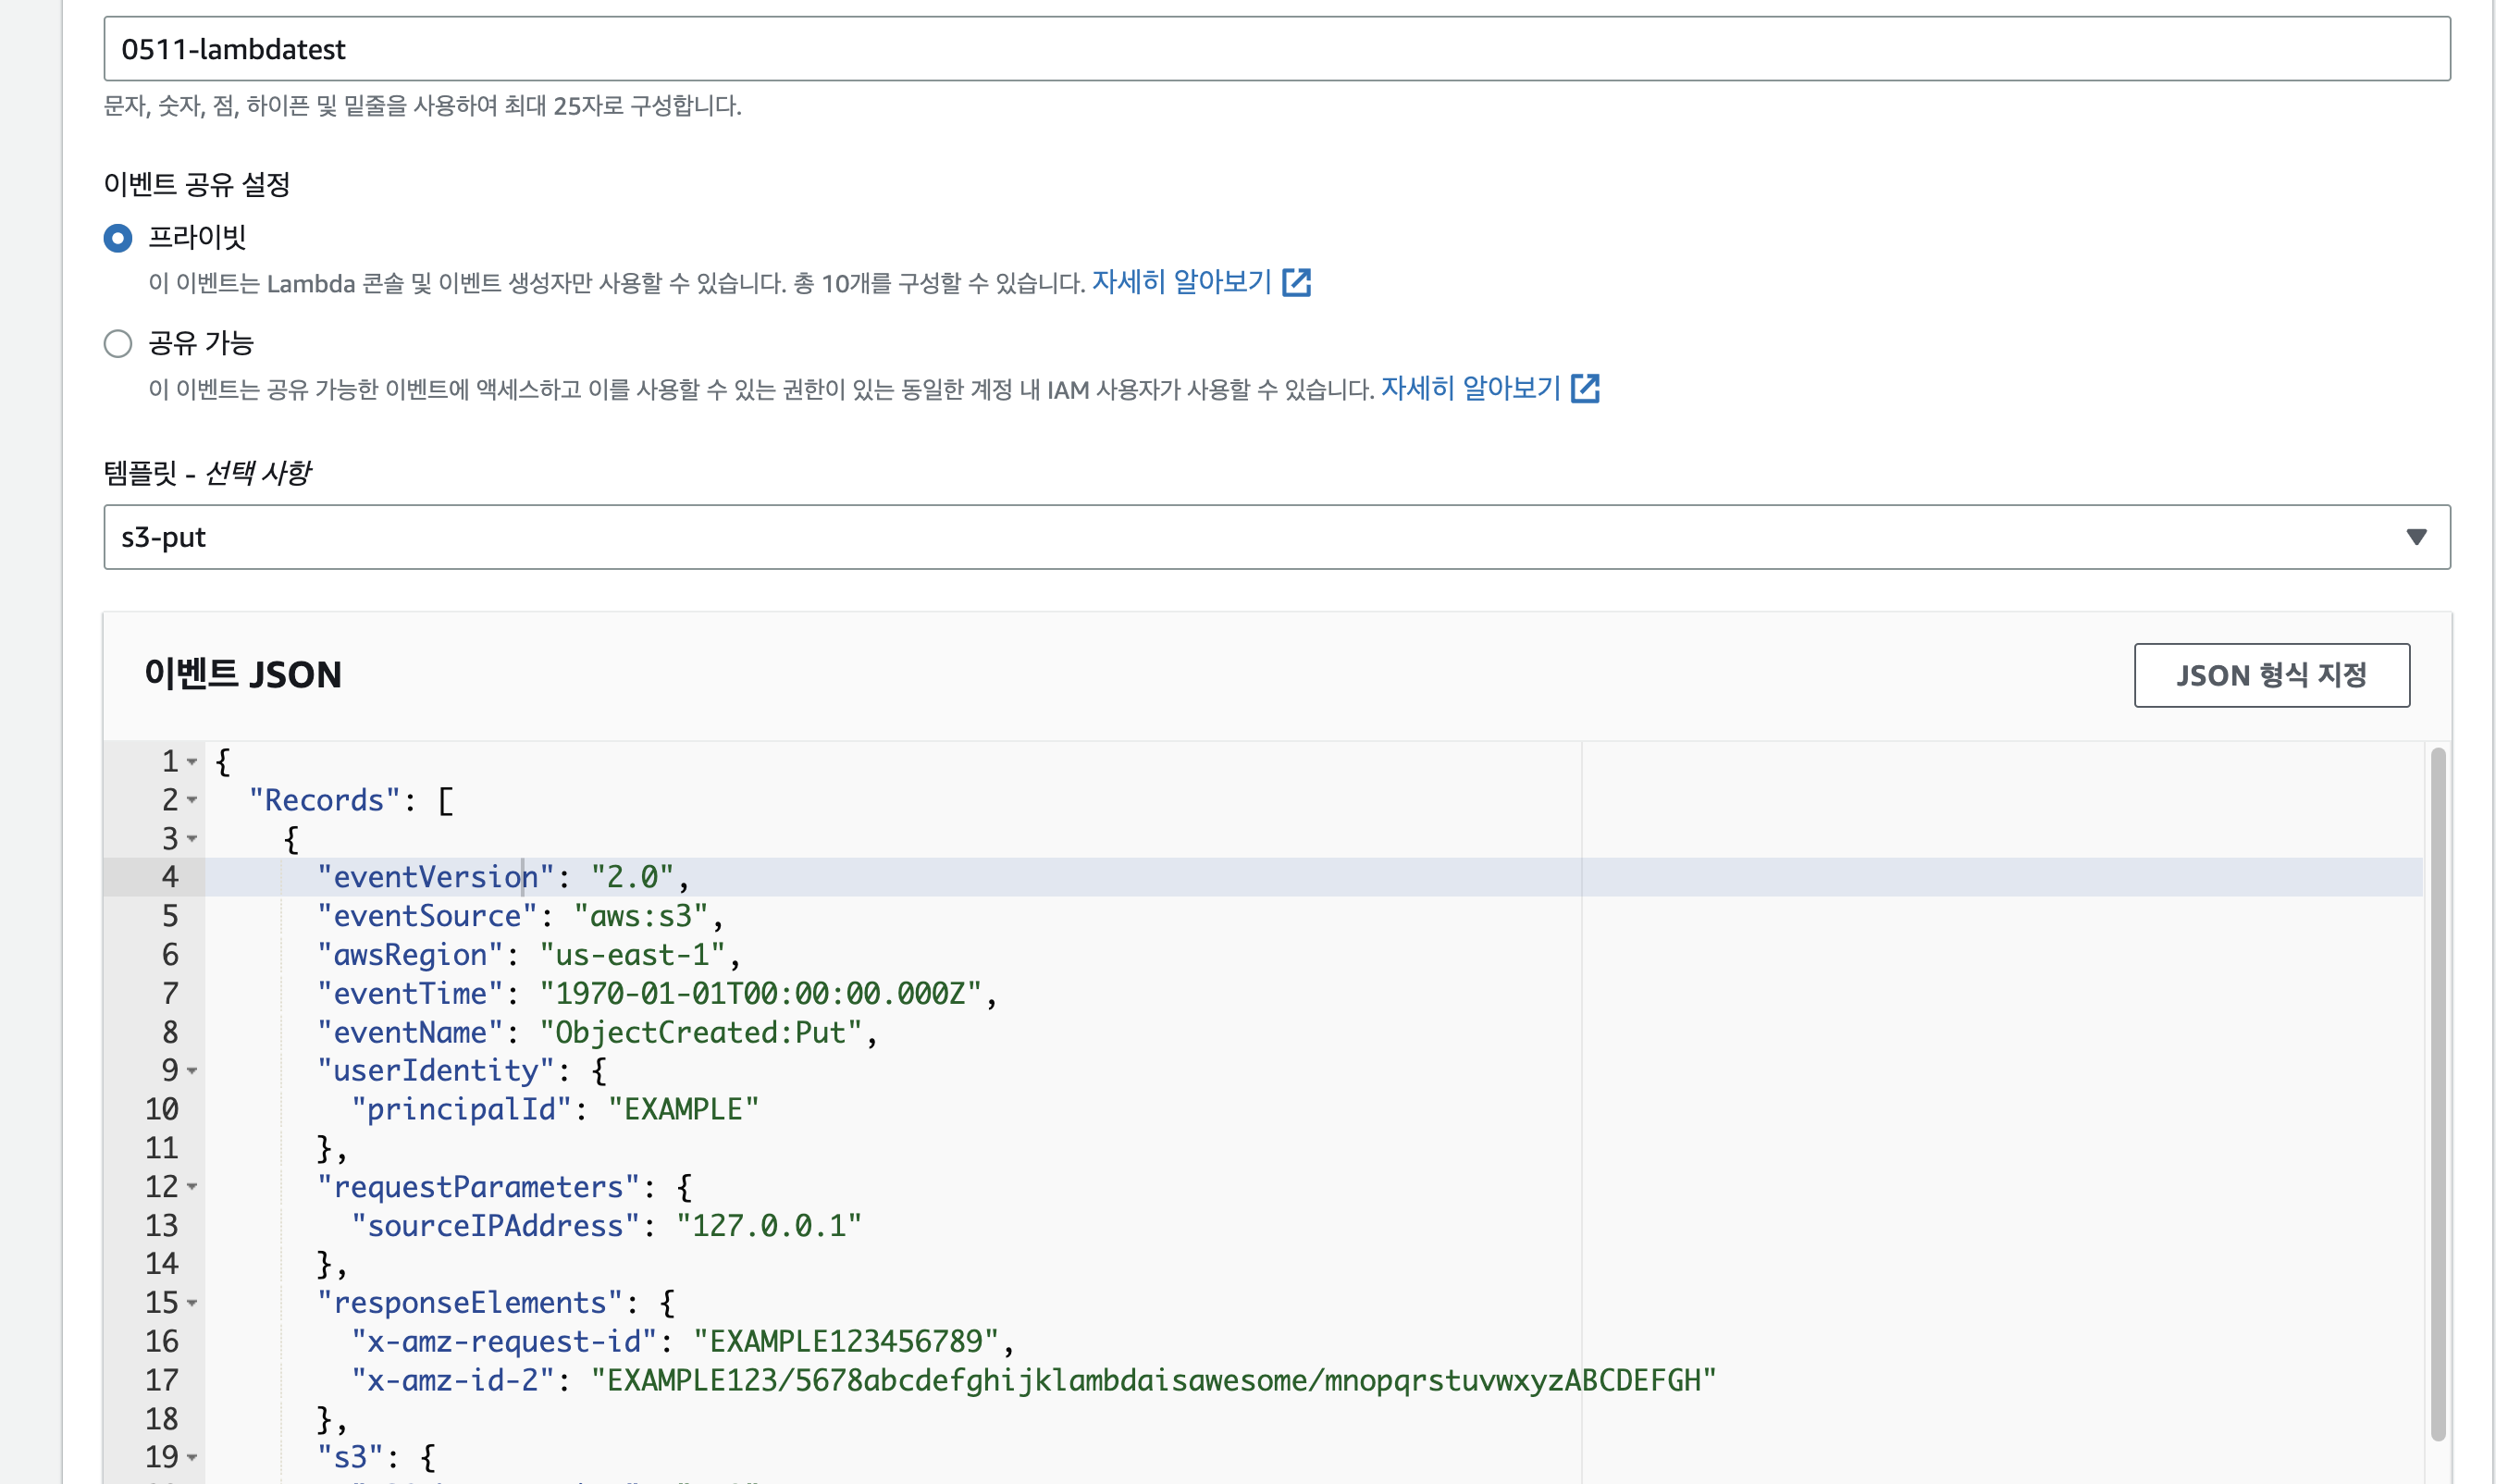 0511-lambdatest
문자, 숫자, 점, 하이픈 및 밑줄을 사용하여 최대 25자로 구성합니다.
이벤트 공유 설정
프라이빗
이 이벤트는 Lambda 콘솔 및 이벤트 생성자만 사용할 수 있습니다. 총 10개를 구성할 수 있습니다. 자세히 알아보기
공유 가능
이 이벤트는 공유 가능한 이벤트에 액세스하고 이를 사용할 수 있는 권한이 있는 동일한 계정 내 IAM 사용자가 사용할 수 있습니다. 자세히 알아보기
템플릿 - 선택 사항
s3-put
이벤트 JSON
JSON 형식 지정
1 {
2 "Records": [
3 {
4 "eventVersion": "2.0",
5 "eventSource": "aws:s3",
6 "awsRegion": "us-east-1",
7 "eventTime": "1970-01-01T00:00:00.000Z",
8 "eventName": "ObjectCreated:Put",
9 "userIdentity": {
10 "principalId": "EXAMPLE"
11 },
12 "requestParameters": {
13 "sourceIPAddress": "127.0.0.1"
14 },
15 "responseElements": {
16 "x-amz-request-id": "EXAMPLE123456789",
17 "x-amz-id-2": "EXAMPLE123/5678abcdefghijklambdaisawesome/mnopqrstuvwxyzABCDEFGH"
18 },
19 "s3": {